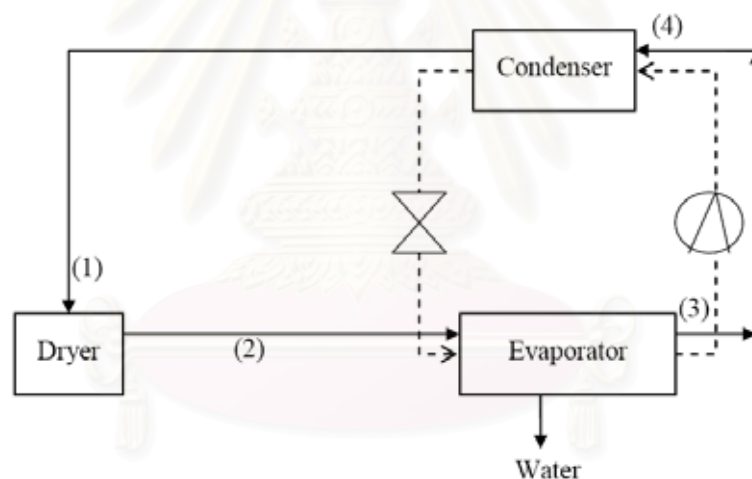 (4)
Condenser
(1)
Dryer
(2)
Evaporator
(3)
Water